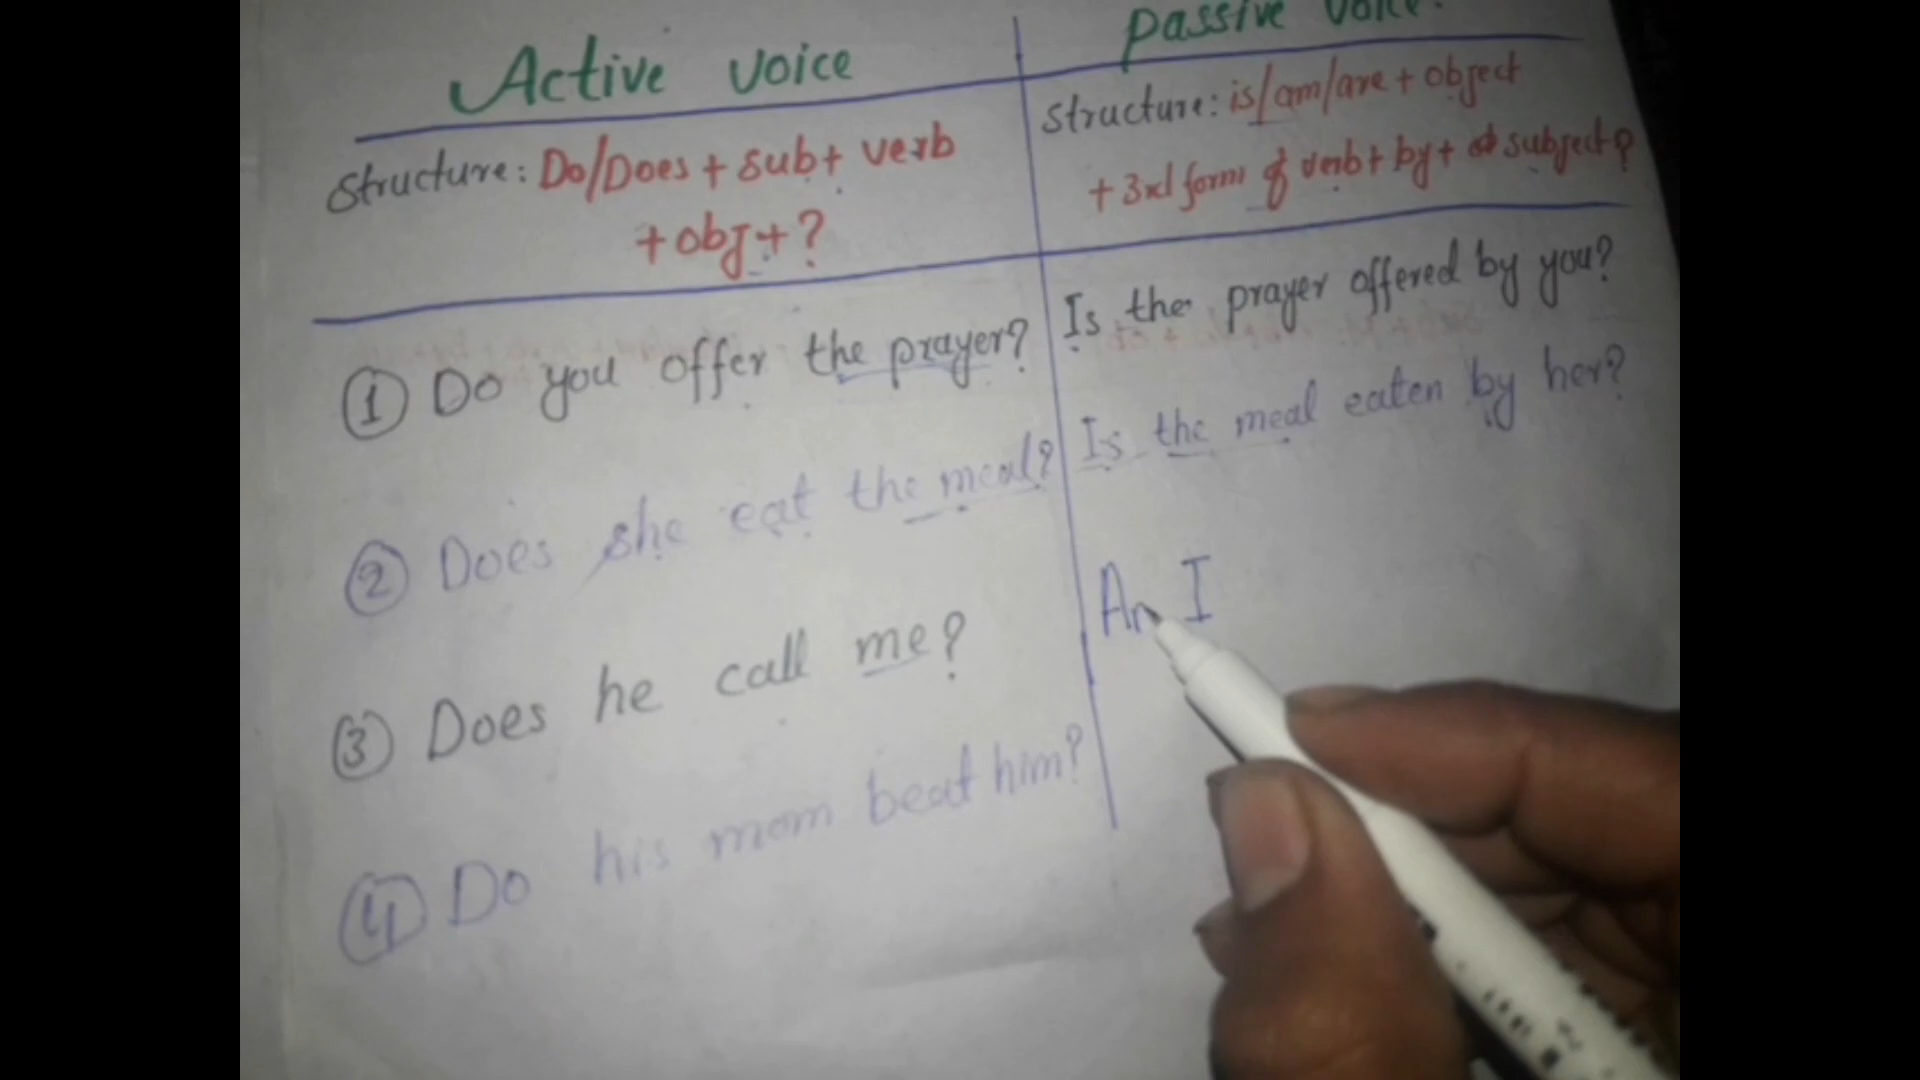 Active voice
passive voice.
structure: Do/Does + sub + verb
+ obj + ?
structure: is/am/are + object
+ 3rd form of verb + by + subject?
① Do you offer the prayer?
Is the prayer offered by you?
② Does she eat the meal?
Is the meal eaten by her?
③ Does he call me?
Am I
④ Do his mom beat him?